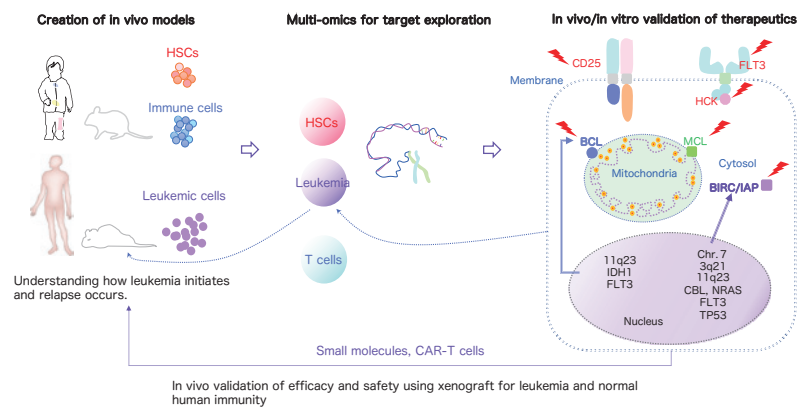 Creation of in vivo models
Multi-omics for target exploration
In vivo/in vitro validation of therapeutics
HSCs
Immune cells
Leukemic cells
Understanding how leukemia initiates
and relapse occurs.
HSCs
Leukemia
T cells
CD25
FLT3
Membrane
HCK
BCL
MCL
Mitochondria
Cytosol
BIRC/IAP
11q23
IDH1
FLT3
Chr. 7
3q21
11q23
CBL, NRAS
FLT3
TP53
Nucleus
Small molecules, CAR-T cells
In vivo validation of efficacy and safety using xenograft for leukemia and normal
human immunity